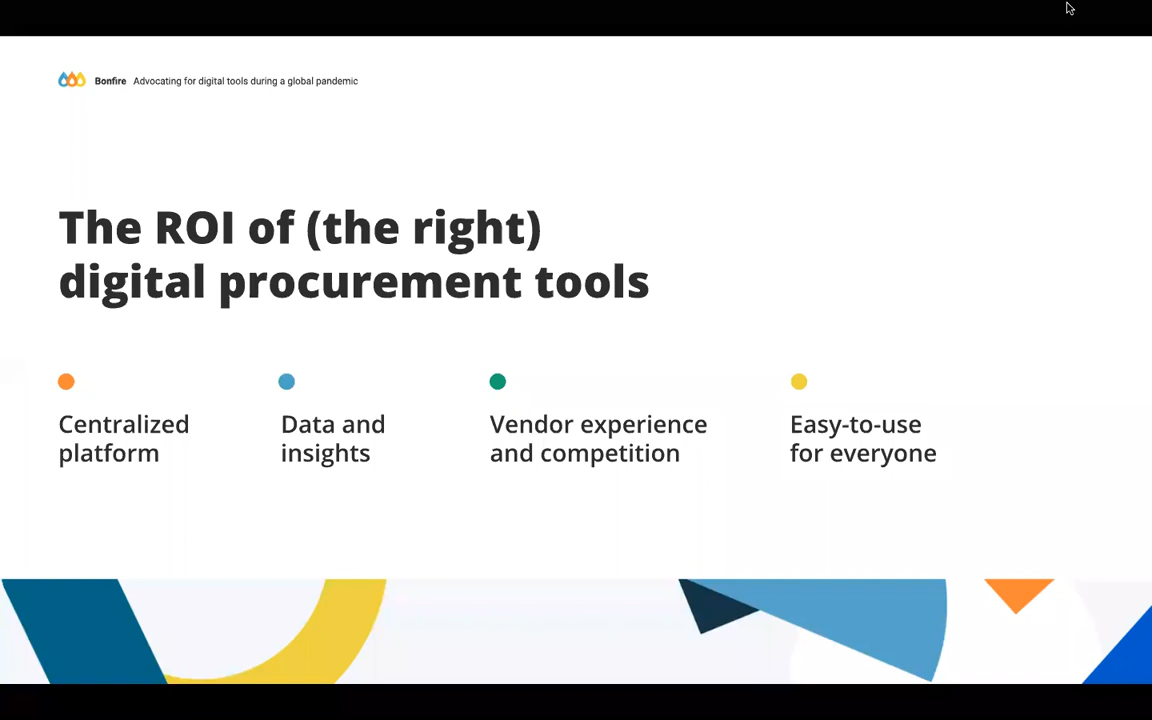 Bonfire Advocating for digital tools during a global pandemic
The ROI of (the right)
digital procurement tools
Centralized
platform
Data and
insights
Vendor experience
and competition
Easy-to-use
for everyone